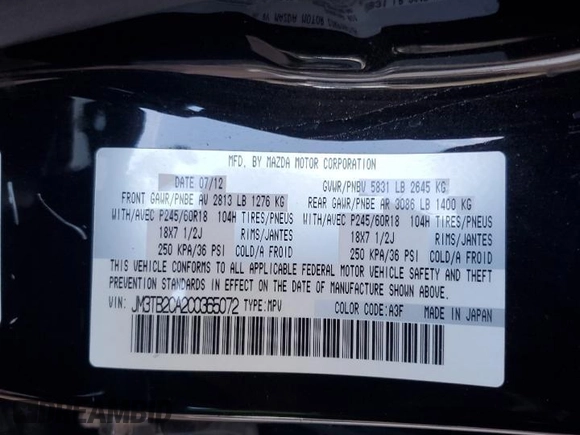 MFD. BY MAZDA MOTOR CORPORATION
DATE 07/12 GVWR/PNBV 5831 LB 2645 KG
FRONT GAWR/PNBE AV 2813 LB 1276 KG REAR GAWR/PNBE AR 3086 LB 1400 KG
WITH/AVEC P245/60R18 104H TIRES/PNEUS WITH/AVEC P245/60R18 104H TIRES/PNEUS
18X7 1/2J RIMS/JANTES 18X7 1/2J RIMS/JANTES
250 KPA/36 PSI COLD/A FROID 250 KPA/36 PSI COLD/A FROID
THIS VEHICLE CONFORMS TO ALL APPLICABLE FEDERAL MOTOR VEHICLE SAFETY AND THEFT
PREVENTION STANDARDS IN EFFECT ON THE DATE OF MANUFACTURE SHOWN ABOVE.
VIN: JM3TB2CA2C0365072 TYPE: MPV COLOR CODE: A3F MADE IN JAPAN